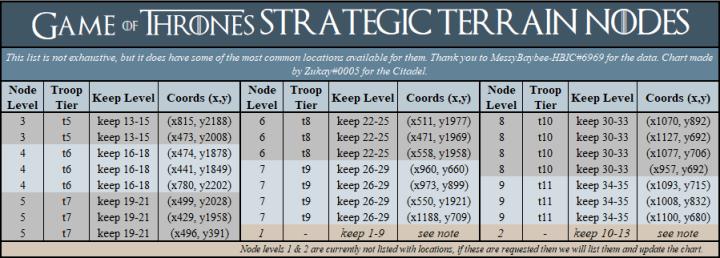 GAME OF THRONES STRATEGIC TERRAIN NODES
This list is not exhaustive, but it does have some of the most common locations available for them. Thank you to MessyBaybee-HBIC#6969 for the data. Chart made
by Zukay#0005 for the Citadel.
Node Level Troop Tier Keep Level Coords (x,y) Node Level Troop Tier Keep Level Coords (x,y) Node Level Troop Tier Keep Level Coords (x,y)
3 t5 keep 13-15 (x815, y2188) 6 t8 keep 22-25 (x511, y1977) 8 t10 keep 30-33 (x1070, y892)
3 t5 keep 13-15 (x473, y2008) 6 t8 keep 22-25 (x471, y1969) 8 t10 keep 30-33 (x1127, y692)
4 t6 keep 16-18 (x474, y1878) 6 t8 keep 22-25 (x558, y1958) 8 t10 keep 30-33 (x1077, y706)
4 t6 keep 16-18 (x441, y1849) 7 t9 keep 26-29 (x960, y660) 8 t10 keep 30-33 (x957, y692)
4 t6 keep 16-18 (x780, y2202) 7 t9 keep 26-29 (x973, y899) 9 t11 keep 34-35 (x1093, y715)
5 t7 keep 19-21 (x499, y2028) 7 t9 keep 26-29 (x550, y1921) 9 t11 keep 34-35 (x1008, y832)
5 t7 keep 19-21 (x429, y1958) 7 t9 keep 26-29 (x1188, y709) 9 t11 keep 34-35 (x1100, y680)
5 t7 keep 19-21 (x496, y391) 1 - keep 1-9 see note 2 - keep 10-13 see note
Node levels 1 & 2 are currently not listed with locations, if these are requested then we will list them and update the chart.